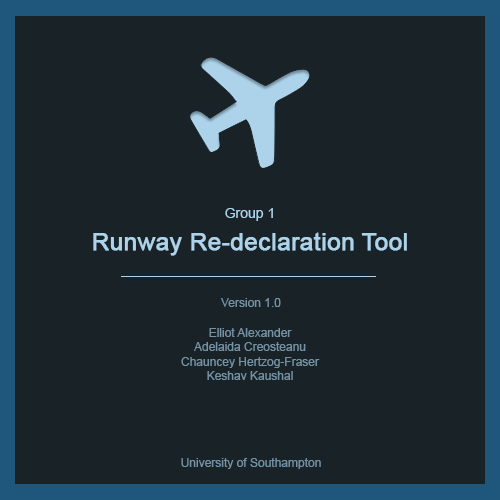 Group 1
Runway Re-declaration Tool
Version 1.0
Elliot Alexander
Adelaida Creosteanu
Chauncey Hertzog-Fraser
Keshav Kaushal
University of Southampton